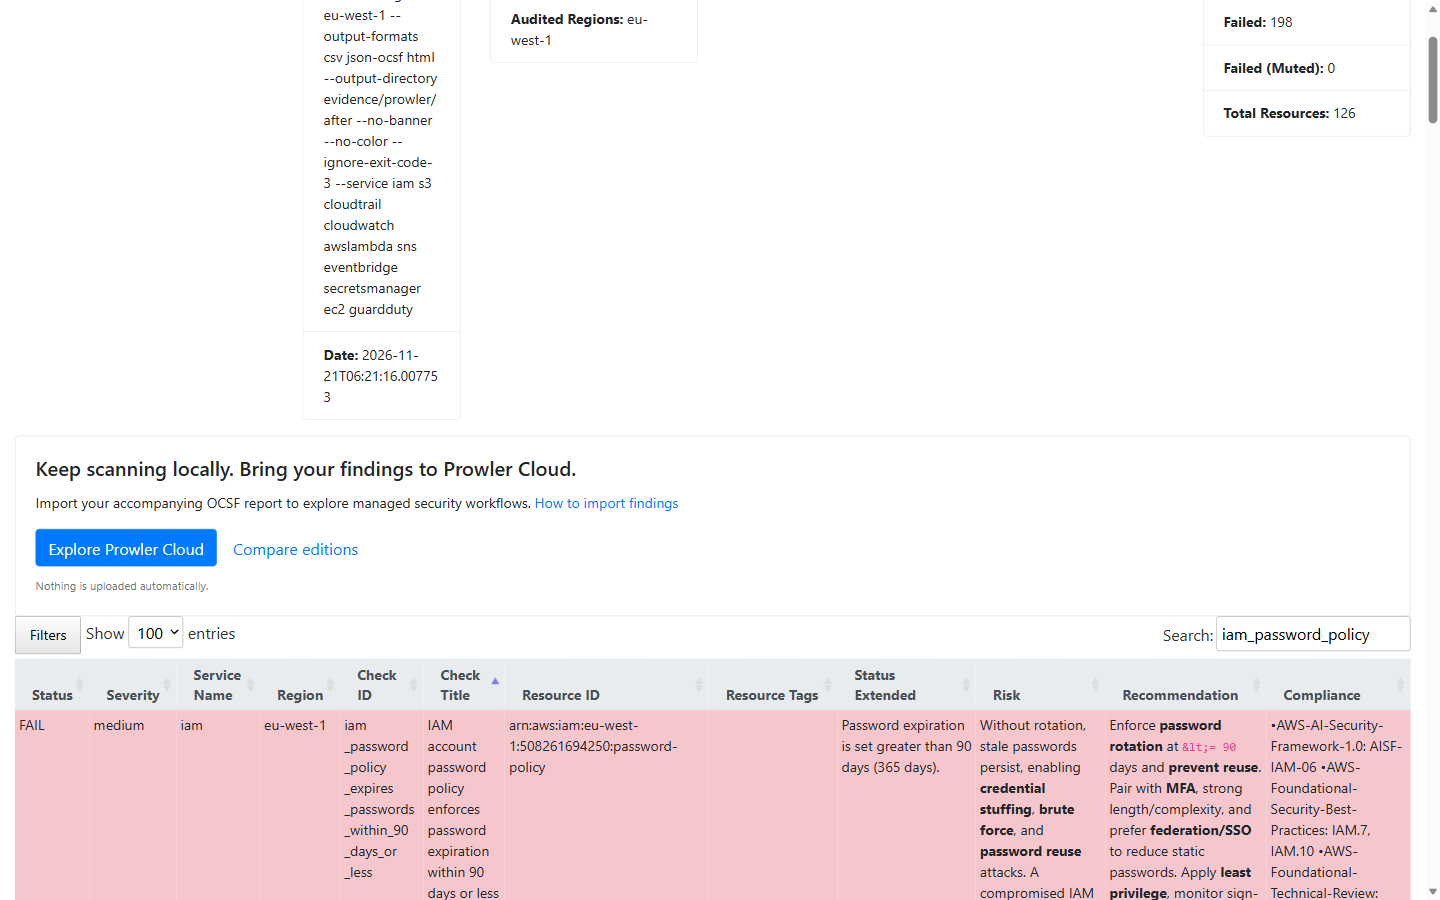 eu-west-1 --
output-formats
csv json-ocsf html
--output-directory
evidence/prowler/
after --no-banner
--no-color --
ignore-exit-code-
3 --service iam s3
cloudtrail
cloudwatch
awslambda sns
eventbridge
secretsmanager
ec2 guardduty
Date: 2026-11-
21T06:21:16.00775
3
Audited Regions: eu-
west-1
Failed: 198
Failed (Muted): 0
Total Resources: 126
Keep scanning locally. Bring your findings to Prowler Cloud.
Import your accompanying OCSF report to explore managed security workflows. How to import findings
Explore Prowler Cloud Compare editions
Nothing is uploaded automatically.
Filters Show 100 entries
Search: iam_password_policy
Status
Severity
Service
Name
Region
Check
ID
Check
Title
Resource ID
Resource Tags
Status
Extended
Risk
Recommendation
Compliance
FAIL
medium
iam
eu-west-1
iam
_password
_policy
_expires
_passwords
_within_90
_days_or
_less
IAM
account
password
policy
enforces
password
expiration
within 90
days or less
arn:aws:iam:eu-west-
1:508261694250:password-
policy
Password expiration
is set greater than 90
days (365 days).
Without rotation,
stale passwords
persist, enabling
credential
stuffing, brute
force, and
password reuse
attacks. A
compromised IAM
Enforce password
rotation at &lt;= 90
days and prevent reuse.
Pair with MFA, strong
length/complexity, and
prefer federation/SSO
to reduce static
passwords. Apply least
privilege, monitor sign-
•AWS-AI-Security-
Framework-1.0: AISF-
IAM-06 •AWS-
Foundational-
Security-Best-
Practices: IAM.7,
IAM.10 •AWS-
Foundational-
Technical-Review: